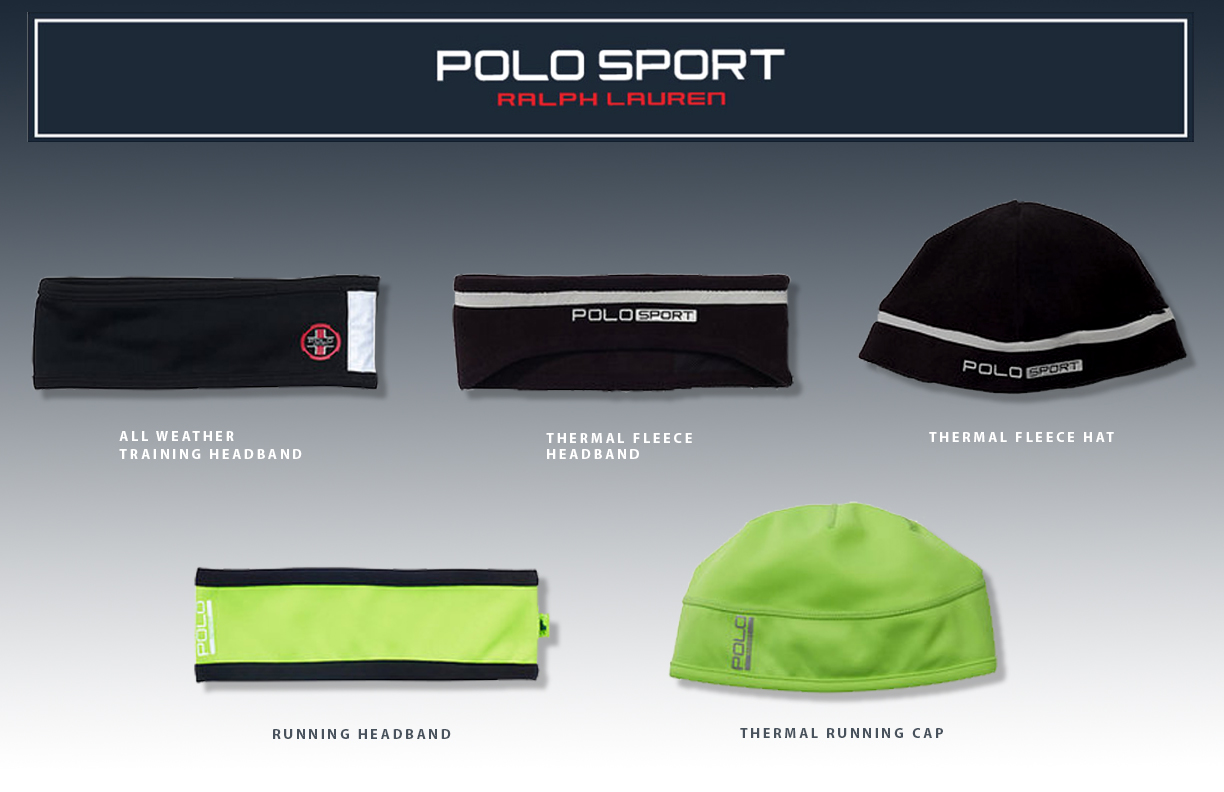 POLO SPORT
RALPH LAUREN
POLO
POLO SPORT
POLO SPORT
ALL WEATHER
TRAINING HEADBAND
THERMAL FLEECE
HEADBAND
THERMAL FLEECE HAT
POLO
POLO
RUNNING HEADBAND
THERMAL RUNNING CAP